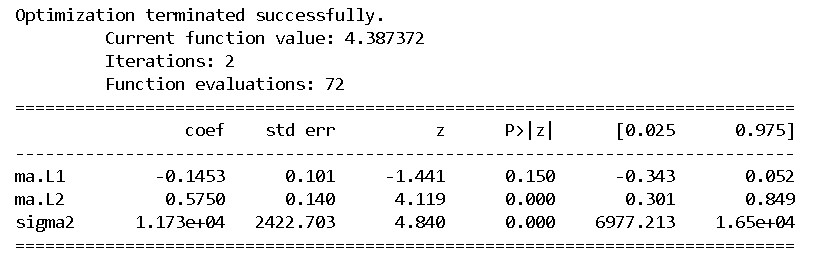 Optimization terminated successfully.
         Current function value: 4.387372
         Iterations: 2
         Function evaluations: 72
==============================================================================
                 coef    std err          z      P>|z|      [0.025      0.975]
------------------------------------------------------------------------------
ma.L1         -0.1453      0.101     -1.441      0.150      -0.343       0.052
ma.L2          0.5750      0.140      4.119      0.000       0.301       0.849
sigma2      1.173e+04   2422.703      4.840      0.000    6977.213    1.65e+04
==============================================================================